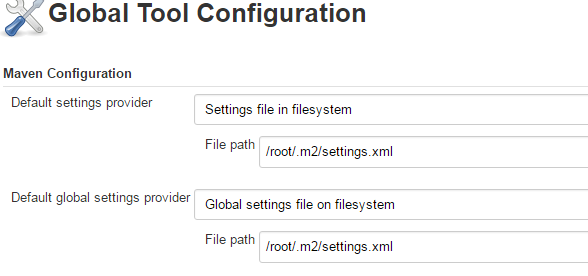 Global Tool Configuration
Maven Configuration
Default settings provider
Settings file in filesystem
File path
/root/.m2/settings.xml
Default global settings provider
Global settings file on filesystem
File path
/root/.m2/settings.xml